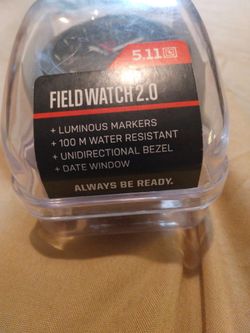 5.11
FIELD WATCH 2.0
+ LUMINOUS MARKERS
+ 100 M WATER RESISTANT
+ UNIDIRECTIONAL BEZEL
+ DATE WINDOW
ALWAYS BE READY.